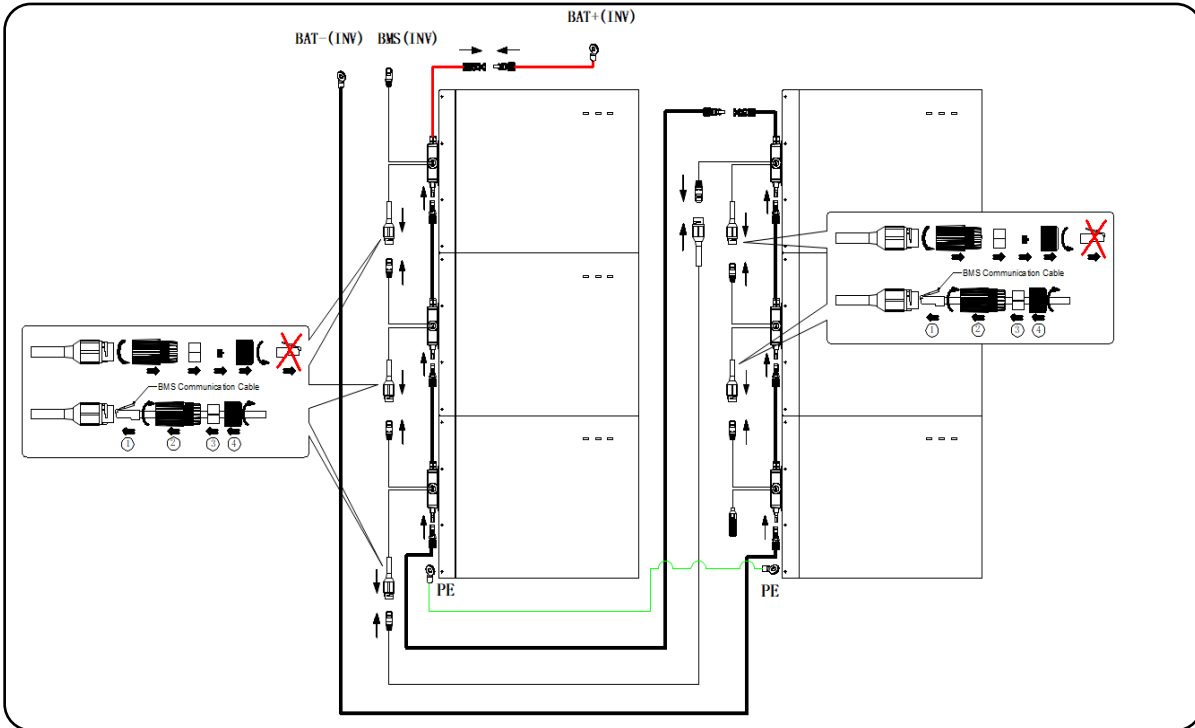 BAT+(INV)
BAT-(INV) BMS(INV)
BMS Communication Cable
1 2 3 4
BMS Communication Cable
1 2 3 4
PE
PE